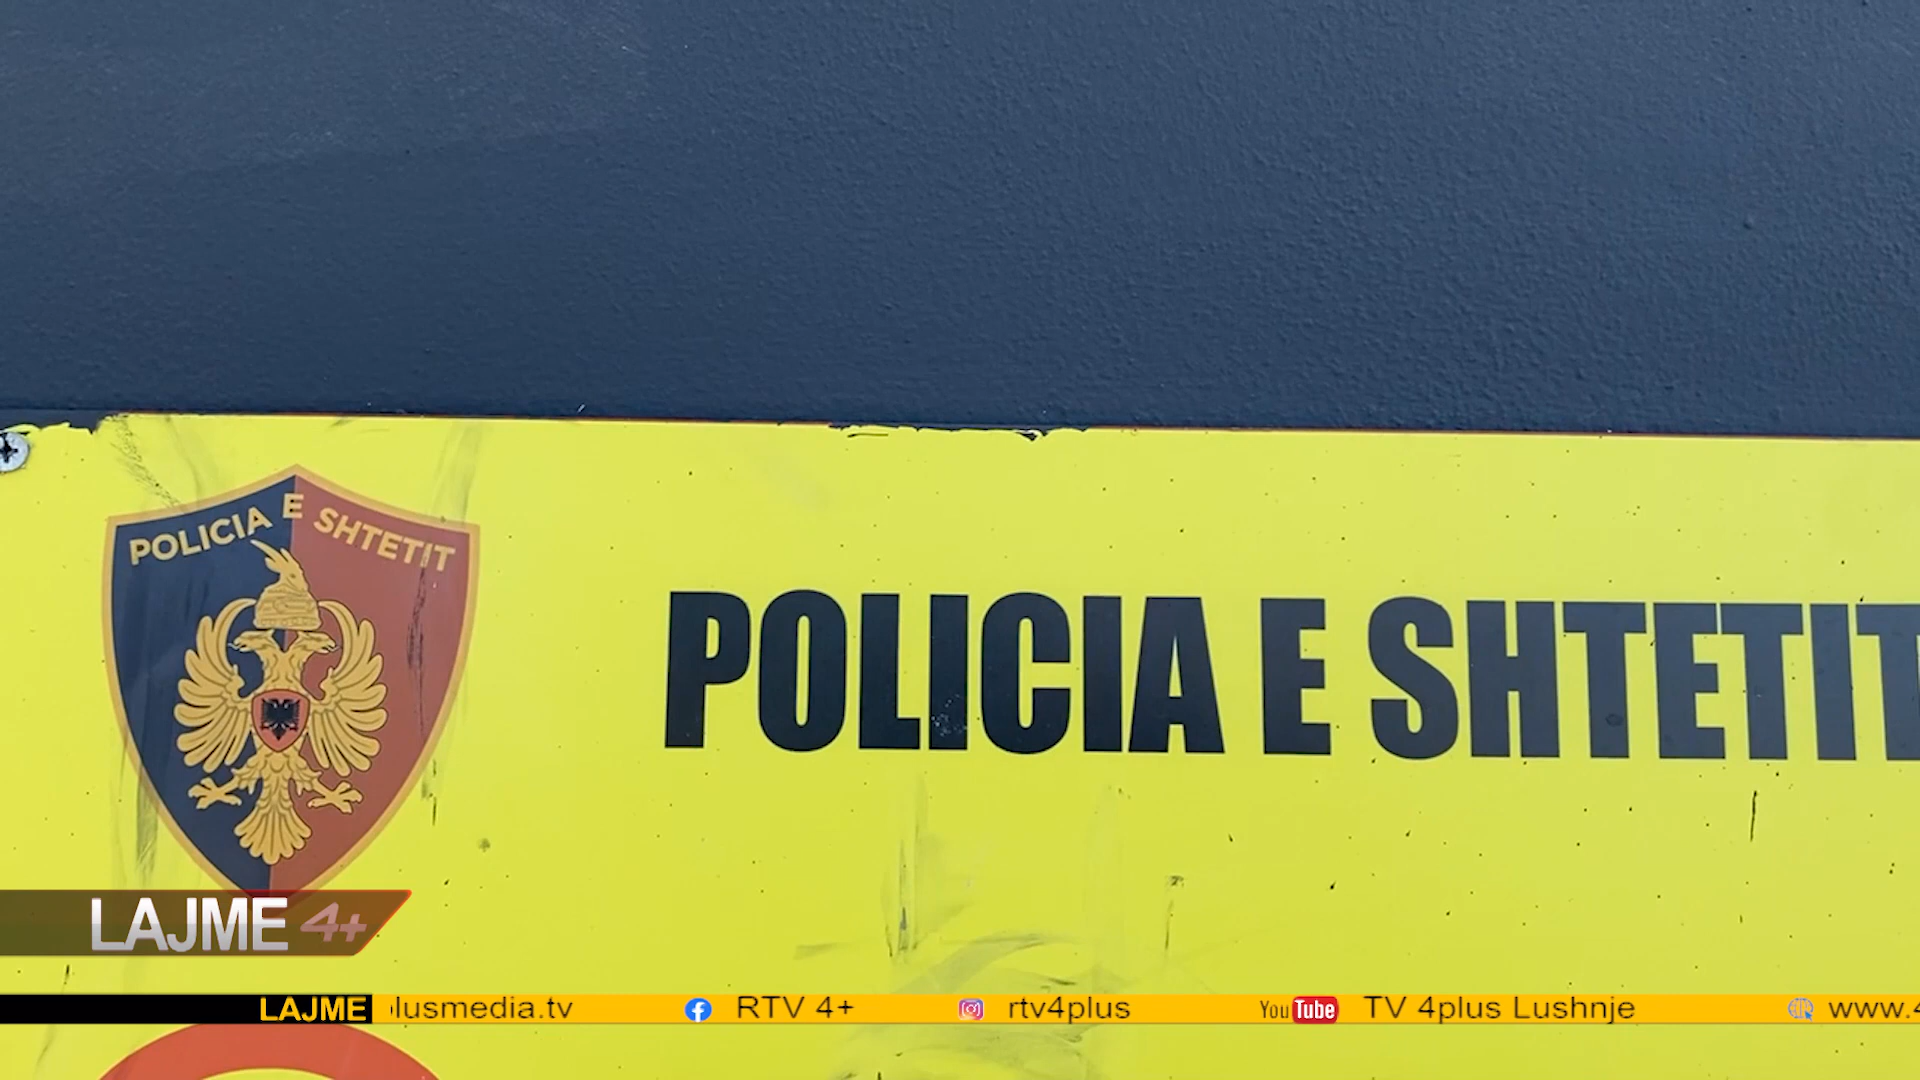 POLICIA E SHTETIT
POLICIA E SHTETIT
LAJME 4+
LAJME lusmedia.tv RTV 4+ rtv4plus YouTube TV 4plus Lushnje www.4